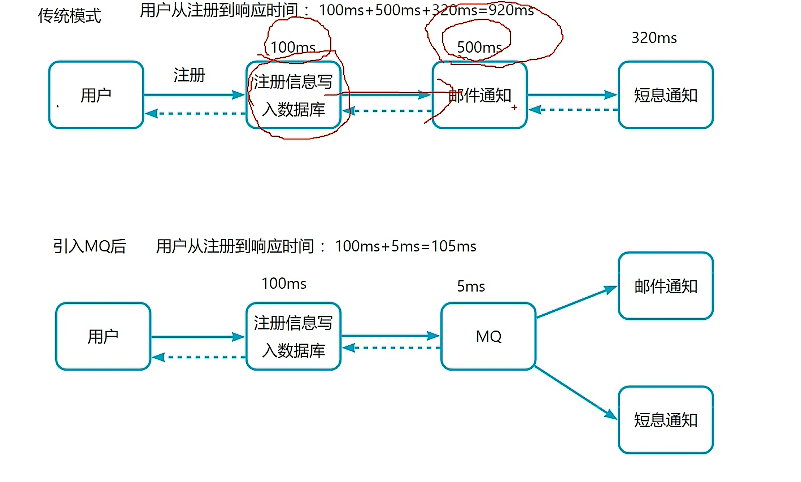 传统模式
用户从注册到响应时间 ：100ms+500ms+320ms=920ms
100ms
500ms
320ms
用户
注册
注册信息写
入数据库
邮件通知
短息通知
引入MQ后
用户从注册到响应时间 ：100ms+5ms=105ms
100ms
5ms
用户
注册信息写
入数据库
MQ
邮件通知
短息通知